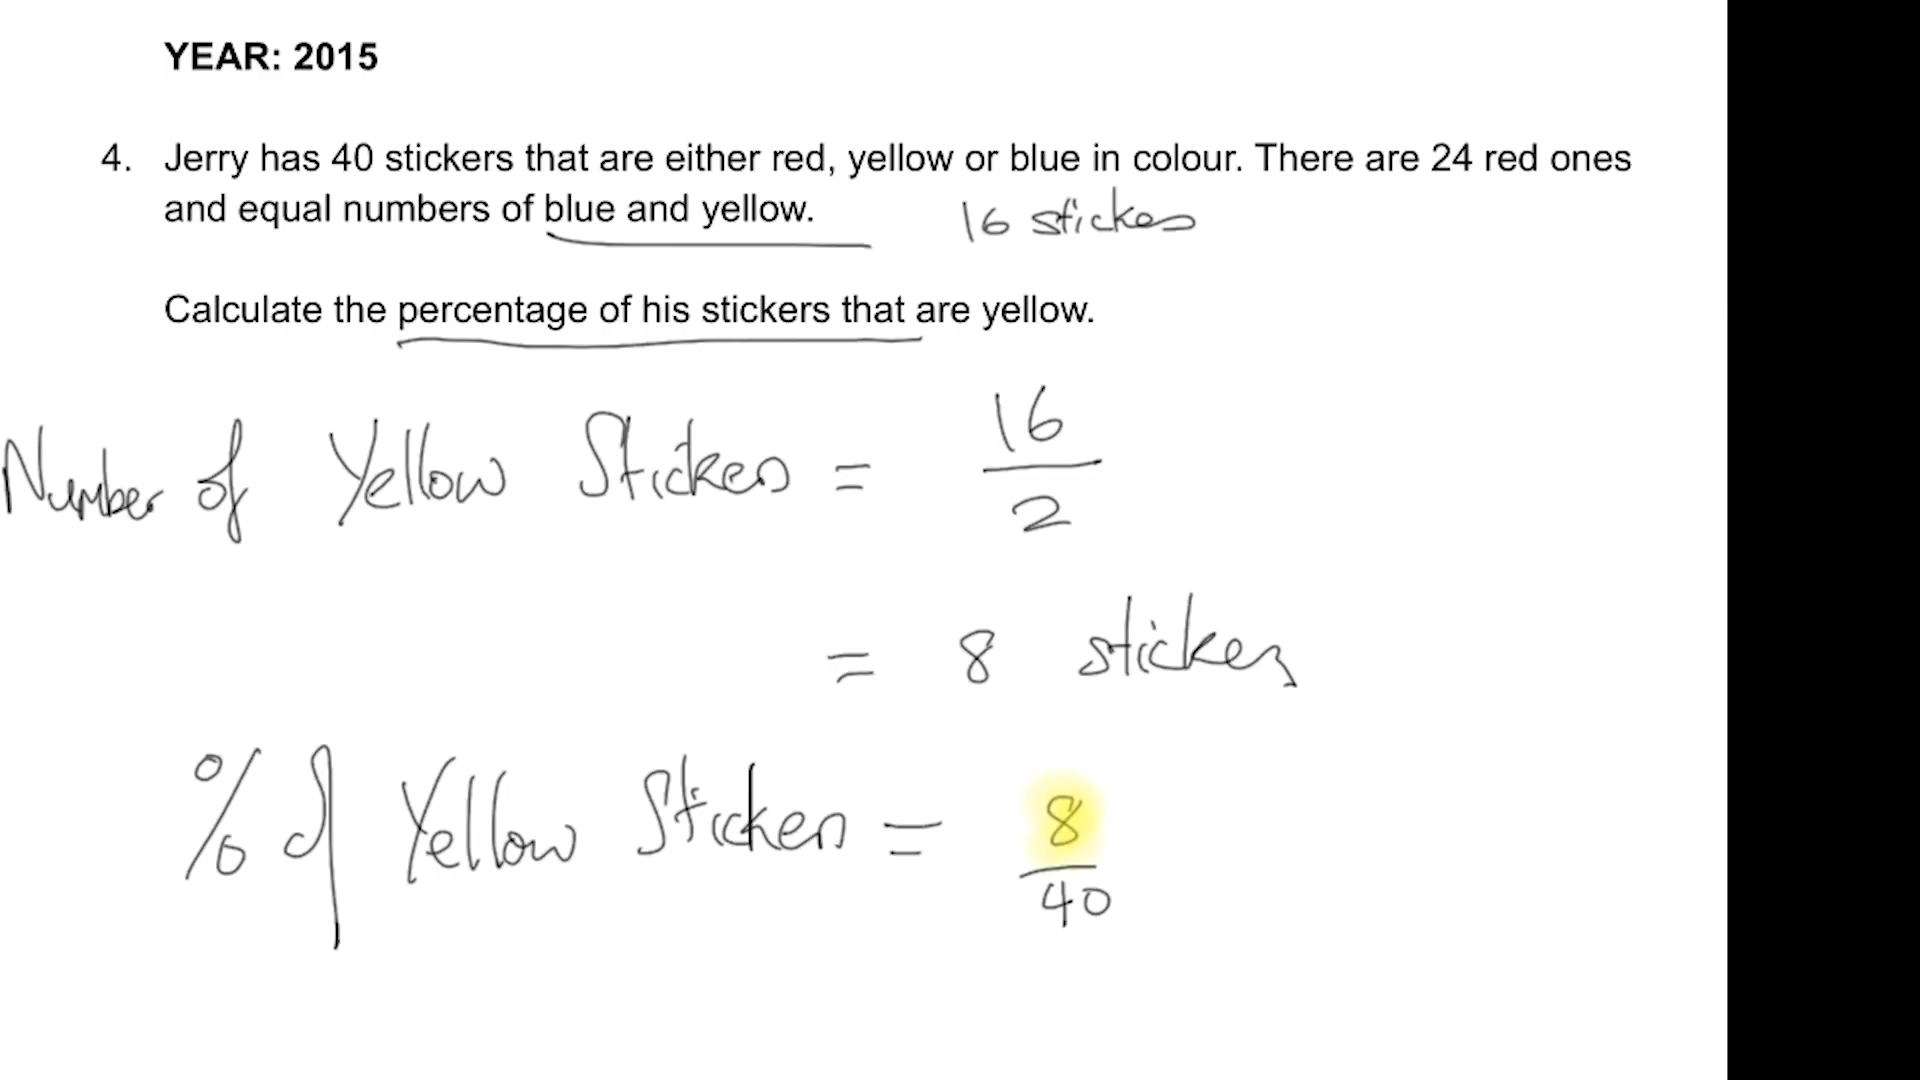 YEAR: 2015
4. Jerry has 40 stickers that are either red, yellow or blue in colour. There are 24 red ones
and equal numbers of blue and yellow. 16 stickers
Calculate the percentage of his stickers that are yellow.
Number of Yellow Stickers = 16
2
= 8 stickers
% of Yellow Stickers = 8
40